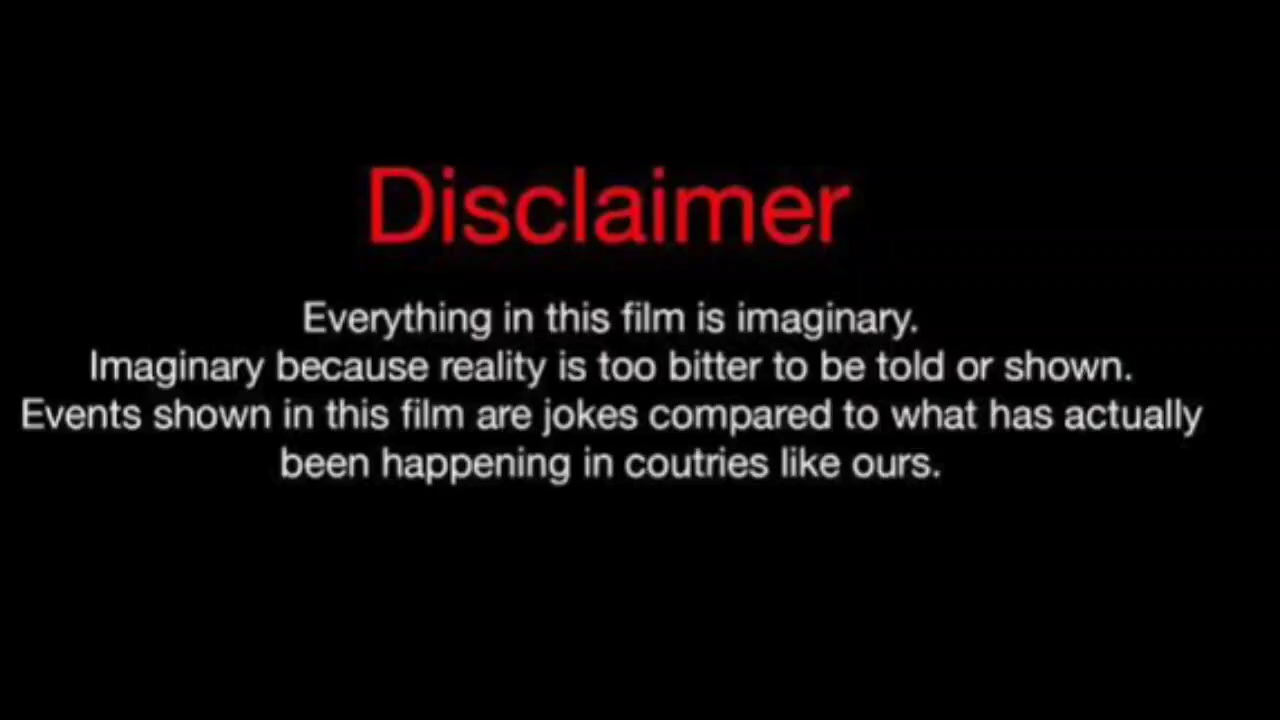 Disclaimer
Everything in this film is imaginary.
Imaginary because reality is too bitter to be told or shown.
Events shown in this film are jokes compared to what has actually
been happening in coutries like ours.